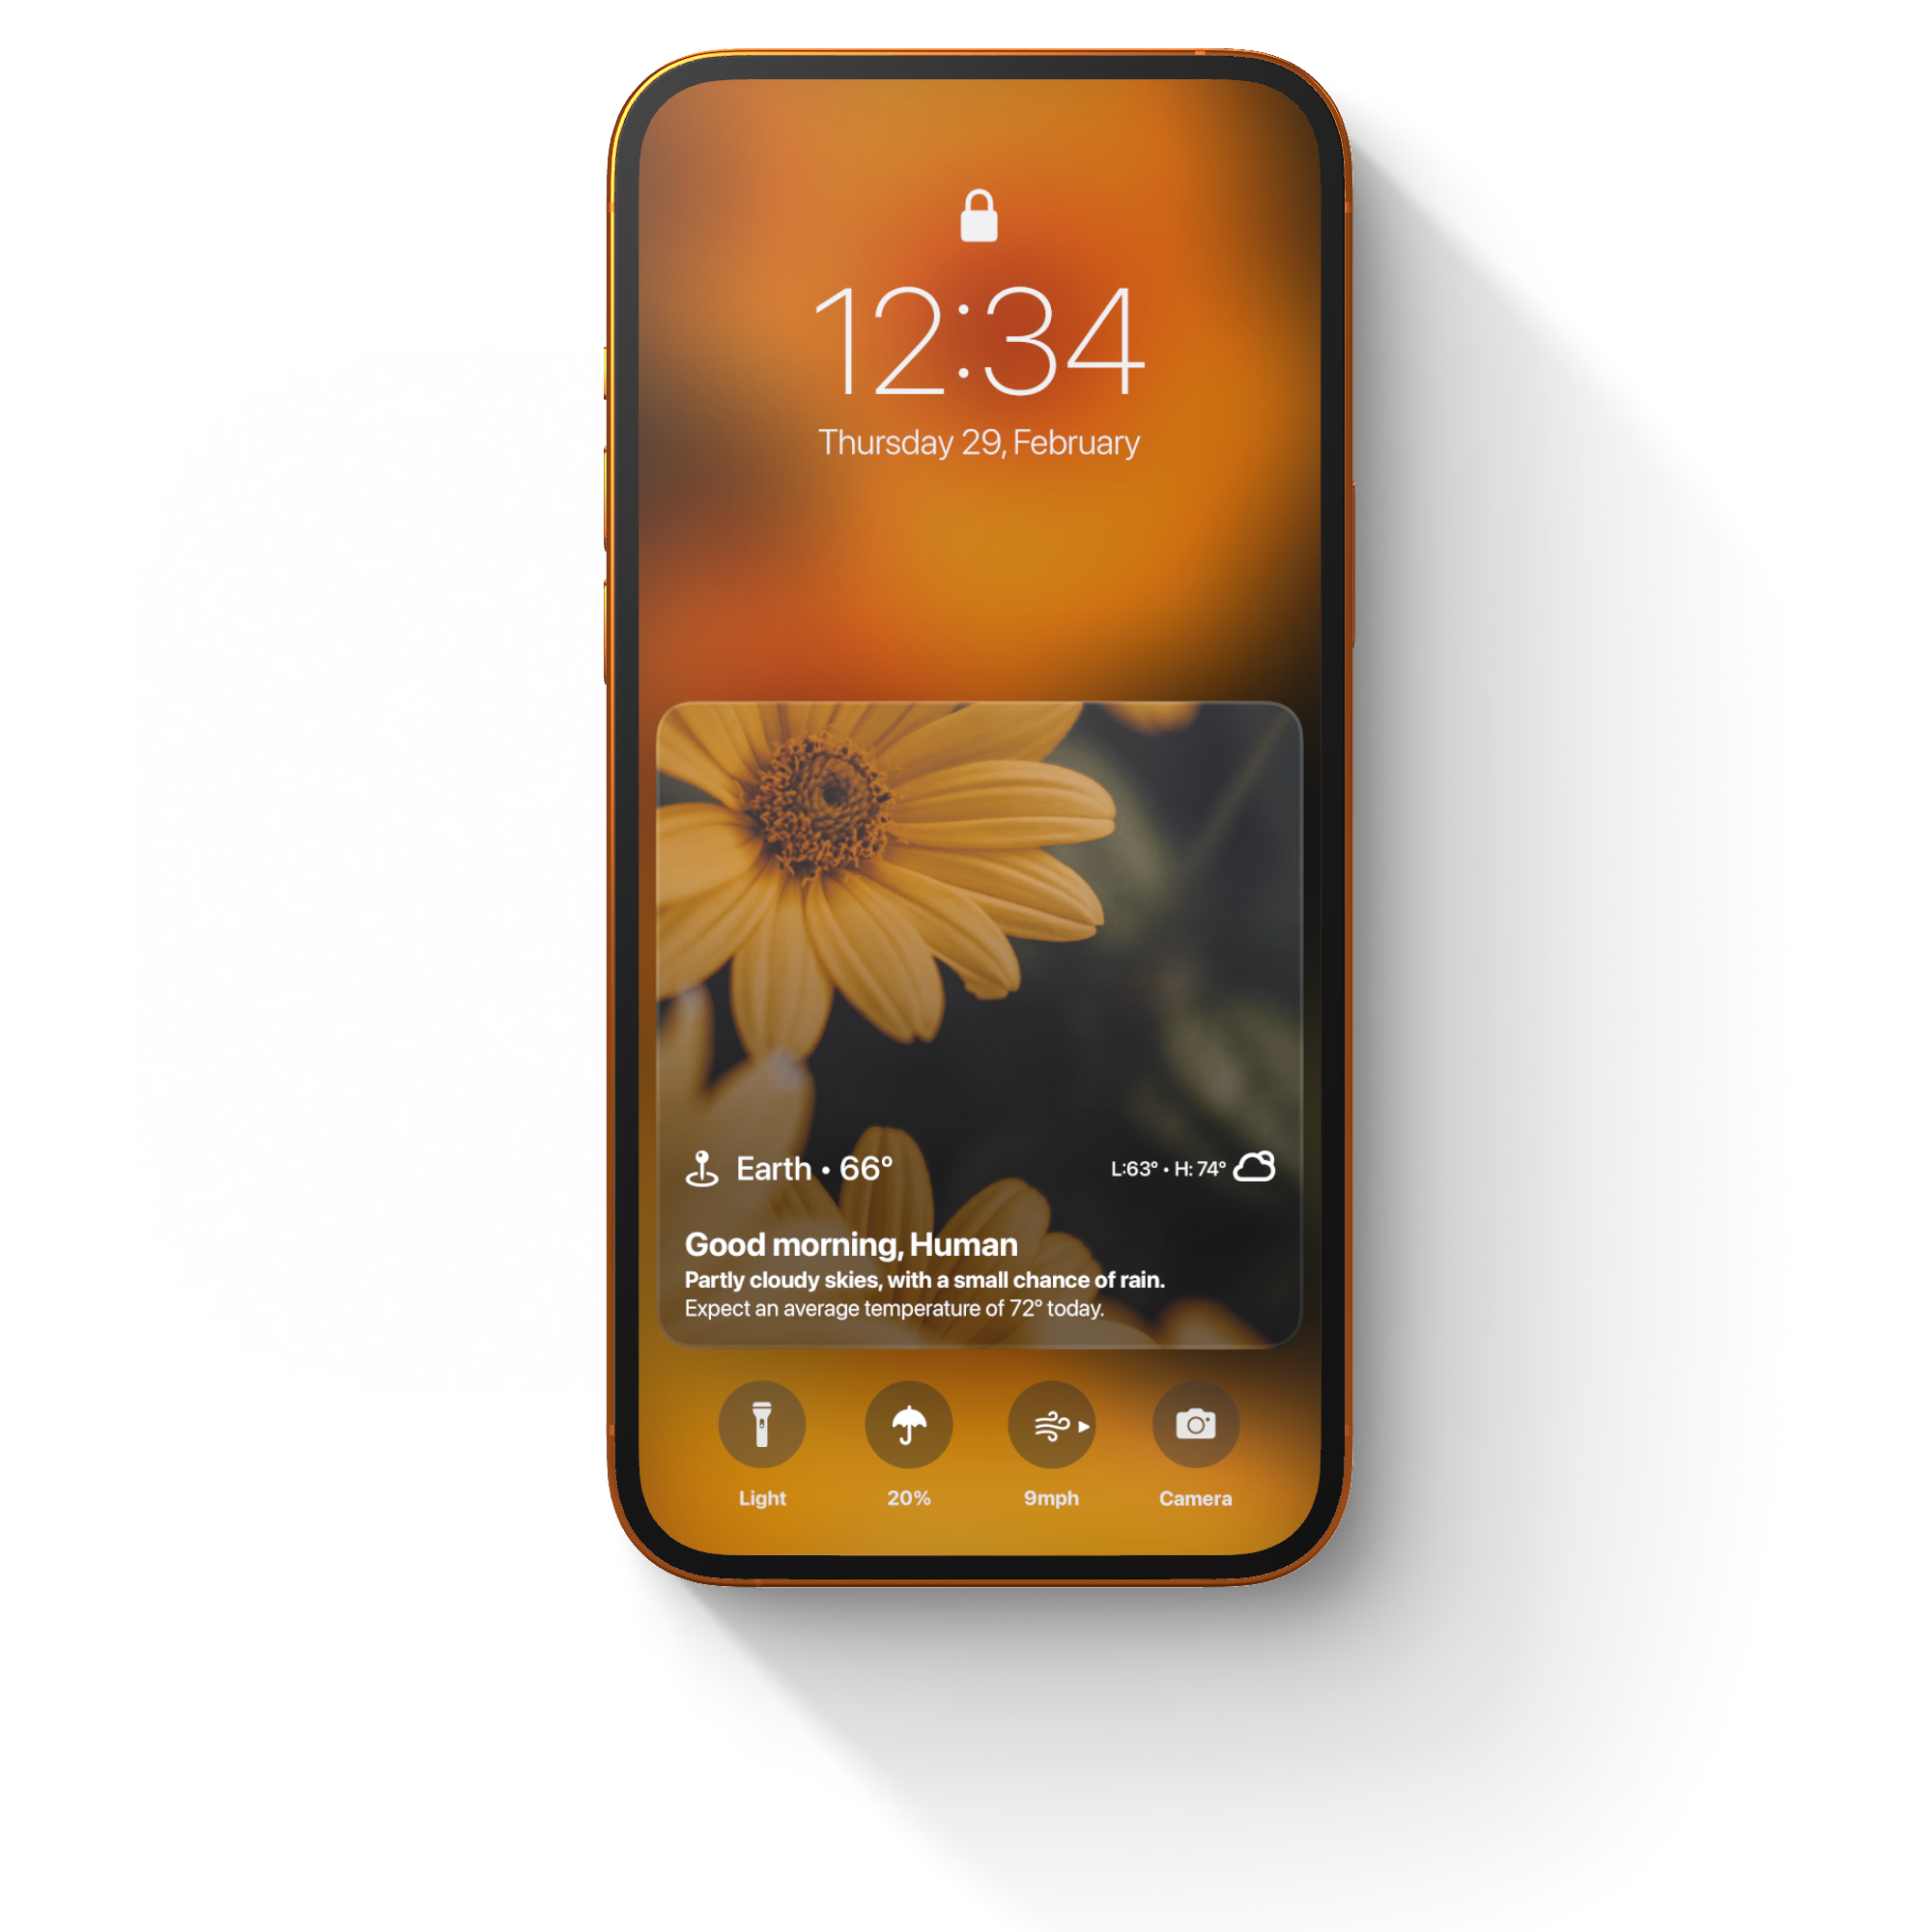 12:34
Thursday 29, February
Earth • 66°
L:63° • H: 74°
Good morning, Human
Partly cloudy skies, with a small chance of rain.
Expect an average temperature of 72° today.
Light
20%
9mph
Camera